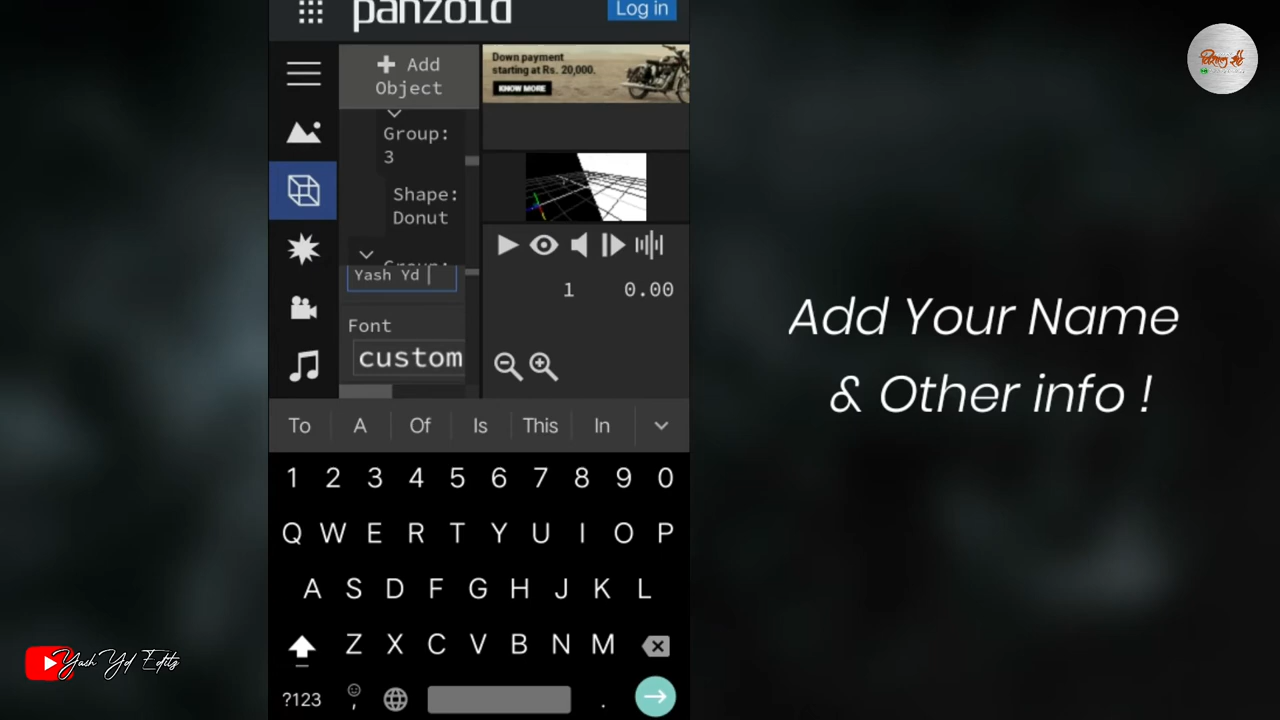 panzoid
Log in
+ Add
Object
Down payment
starting at Rs. 20,000.
KNOW MORE
Group:
3
Shape:
Donut
Yash Yd
Font
custom
1 0.00
To A Of Is This In
1 2 3 4 5 6 7 8 9 0
Q W E R T Y U I O P
A S D F G H J K L
Z X C V B N M
?123 , .
Add Your Name
& Other info !
Yash Yd Edits